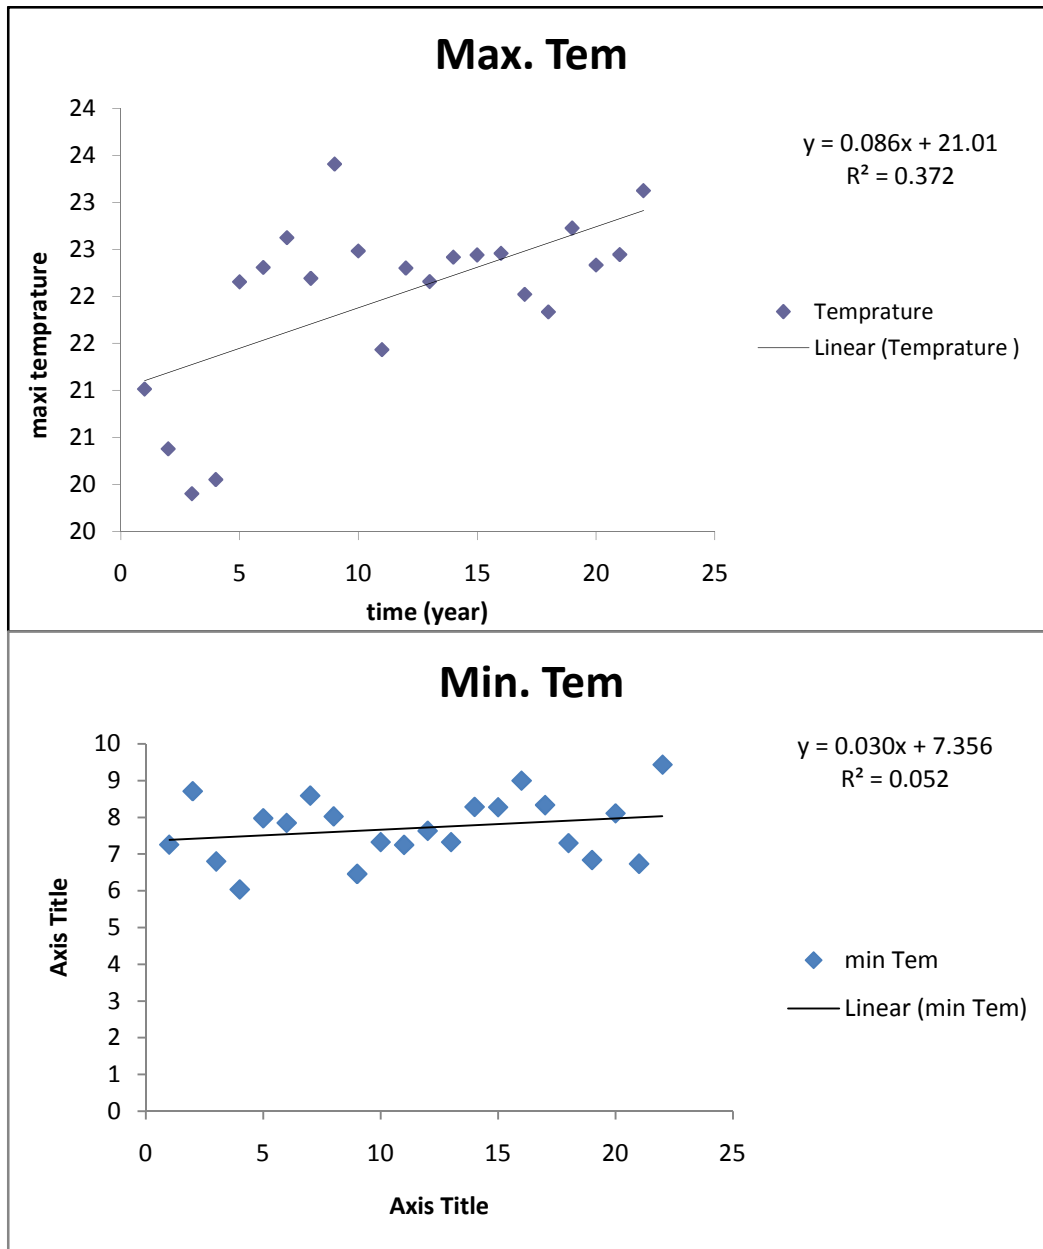 Max. Tem
24
24
23
23
22
22
21
21
20
20
0 5 10 15 20 25
maxi temprature
time (year)
y = 0.086x + 21.01
R² = 0.372
Temprature
Linear (Temprature )
Min. Tem
10
9
8
7
6
5
4
3
2
1
0
0 5 10 15 20 25
Axis Title
Axis Title
y = 0.030x + 7.356
R² = 0.052
min Tem
Linear (min Tem)